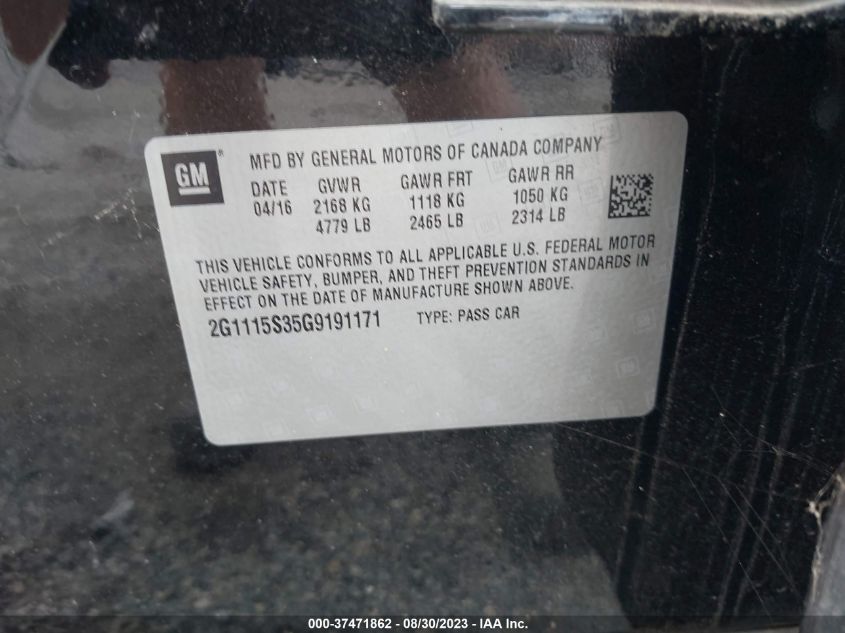 GM ® MFD BY GENERAL MOTORS OF CANADA COMPANY
DATE GVWR GAWR FRT GAWR RR
04/16 2168 KG 1118 KG 1050 KG
4779 LB 2465 LB 2314 LB
THIS VEHICLE CONFORMS TO ALL APPLICABLE U.S. FEDERAL MOTOR
VEHICLE SAFETY, BUMPER, AND THEFT PREVENTION STANDARDS IN
EFFECT ON THE DATE OF MANUFACTURE SHOWN ABOVE.
2G1115S35G9191171 TYPE: PASS CAR
000-37471862 - 08/30/2023 - IAA Inc.